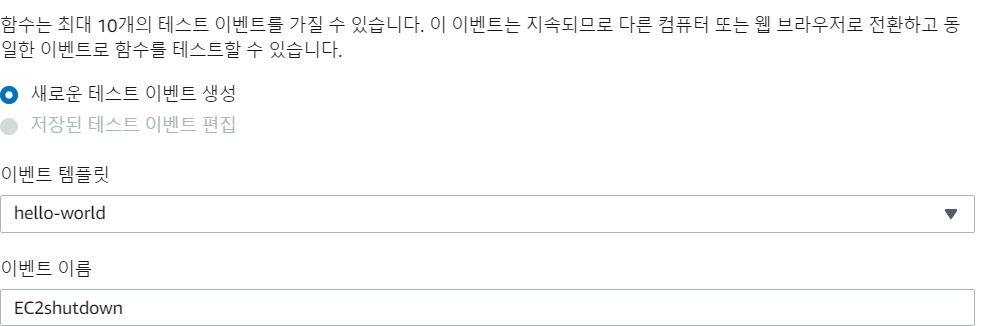 함수는 최대 10개의 테스트 이벤트를 가질 수 있습니다. 이 이벤트는 지속되므로 다른 컴퓨터 또는 웹 브라우저로 전환하고 동
일한 이벤트로 함수를 테스트할 수 있습니다.
새로운 테스트 이벤트 생성
저장된 테스트 이벤트 편집
이벤트 템플릿
hello-world
이벤트 이름
EC2shutdown